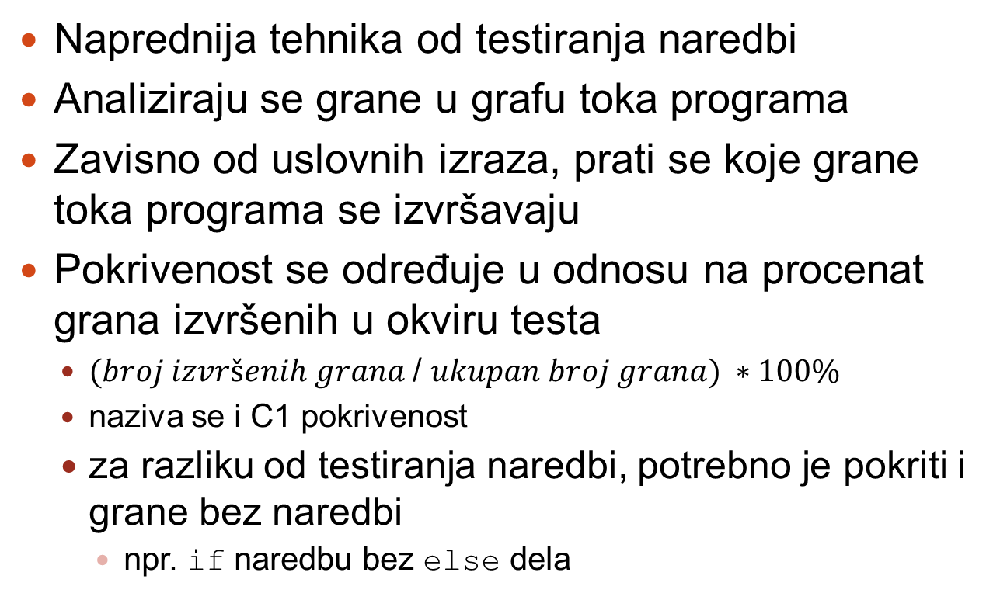 • Naprednija tehnika od testiranja naredbi
• Analiziraju se grane u grafu toka programa
• Zavisno od uslovnih izraza, prati se koje grane
toka programa se izvršavaju
• Pokrivenost se određuje u odnosu na procenat
grana izvršenih u okviru testa
• (broj izvršenih grana / ukupan broj grana) * 100%
• naziva se i C1 pokrivenost
• za razliku od testiranja naredbi, potrebno je pokriti i
grane bez naredbi
• npr. if naredbu bez else dela